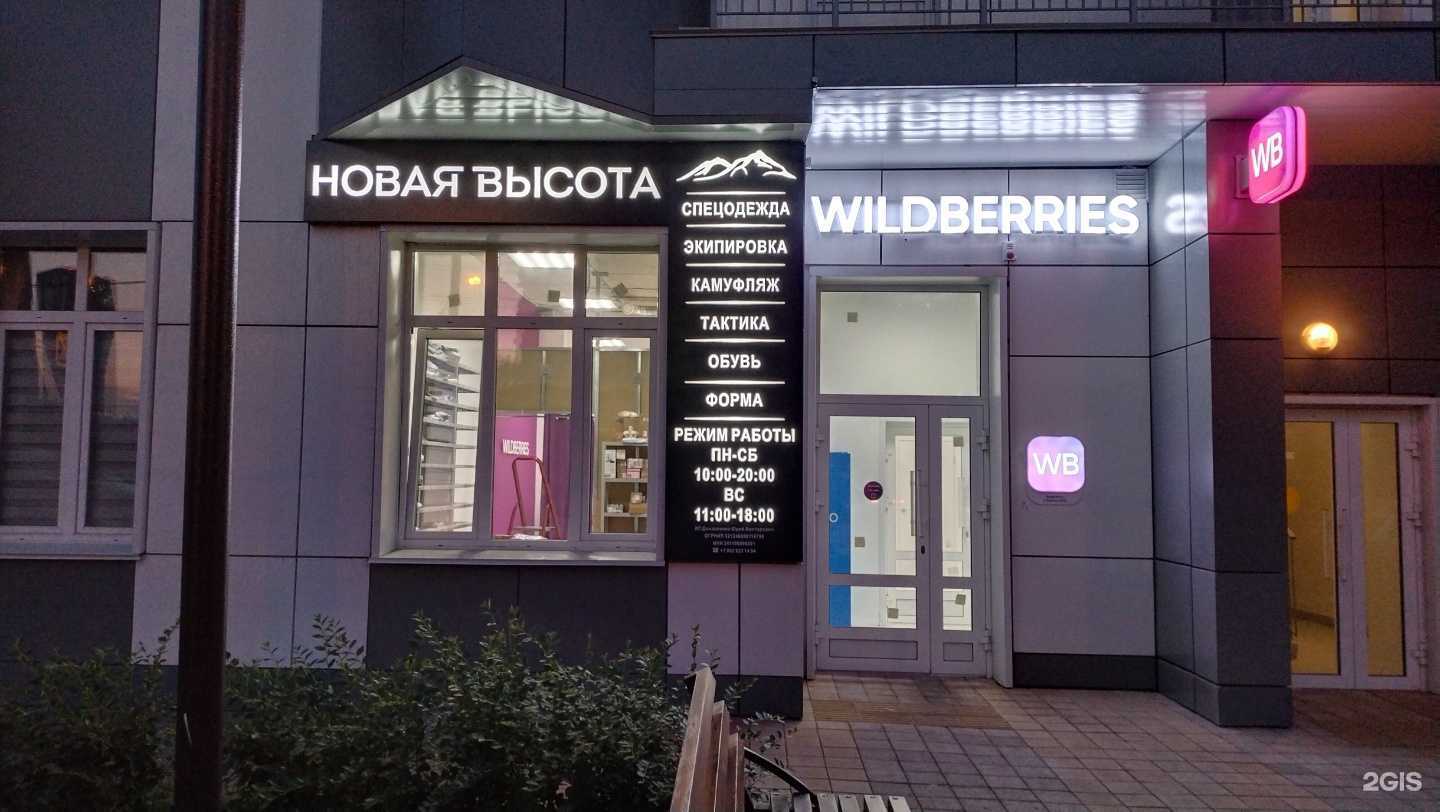 НОВАЯ ВЫСОТА
СПЕЦОДЕЖДА
ЭКИПИРОВКА
КАМУФЛЯЖ
ТАКТИКА
ОБУВЬ
ФОРМА
РЕЖИМ РАБОТЫ
ПН-СБ
10:00-20:00
ВС
11:00-18:00
WILDBERRIES
WB
WILDBERRIES
WB
2GIS